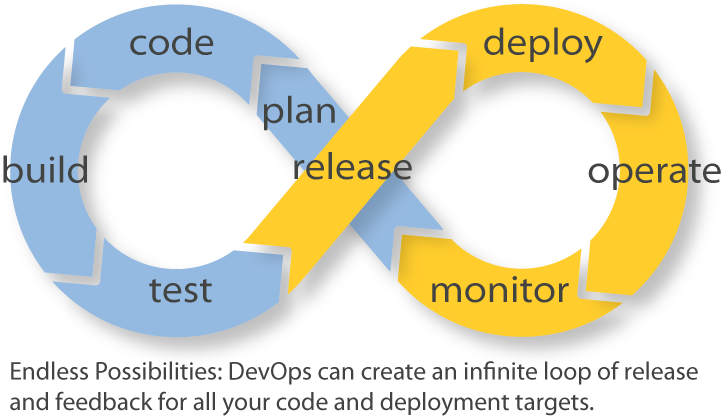 code
deploy
plan
release
build
operate
test
monitor
Endless Possibilities: DevOps can create an infinite loop of release
and feedback for all your code and deployment targets.